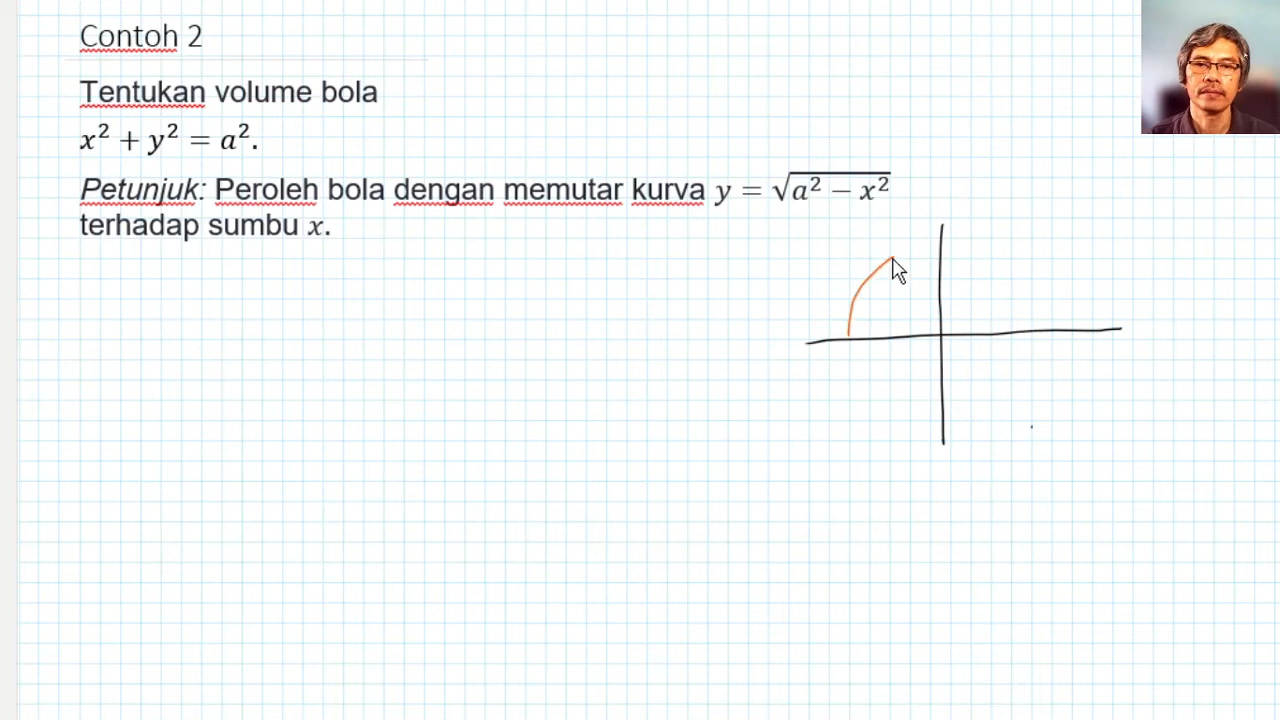 Contoh 2
Tentukan volume bola
x² + y² = a².
Petunjuk: Peroleh bola dengan memutar kurva y = √(a² − x²)
terhadap sumbu x.